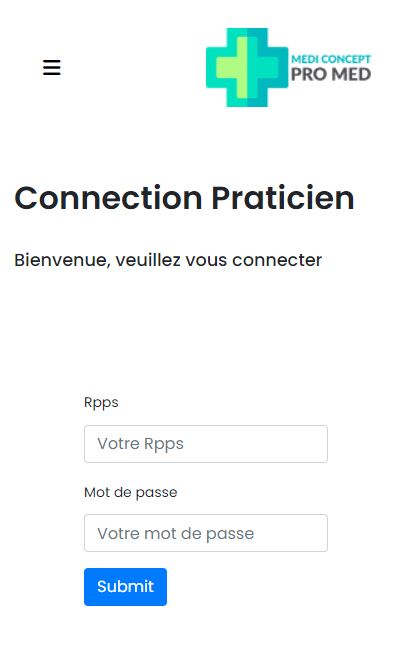 MEDI CONCEPT
PRO MED
Connection Praticien
Bienvenue, veuillez vous connecter
Rpps
Votre Rpps
Mot de passe
Votre mot de passe
Submit